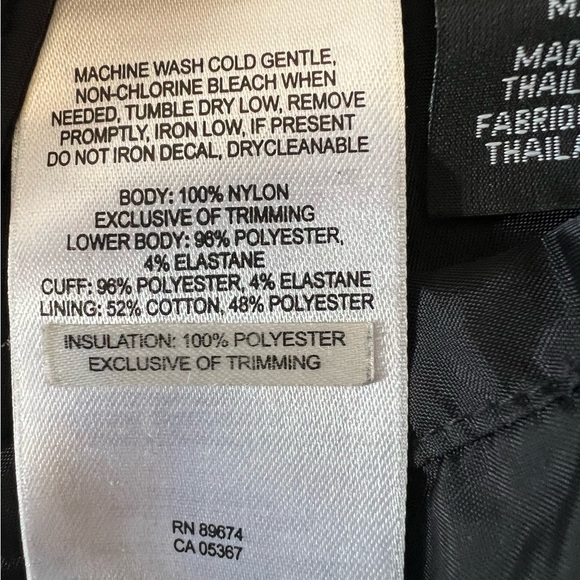 MACHINE WASH COLD GENTLE,
NON-CHLORINE BLEACH WHEN
NEEDED, TUMBLE DRY LOW, REMOVE
PROMPTLY, IRON LOW, IF PRESENT
DO NOT IRON DECAL, DRYCLEANABLE
BODY: 100% NYLON
EXCLUSIVE OF TRIMMING
LOWER BODY: 96% POLYESTER,
4% ELASTANE
CUFF: 96% POLYESTER, 4% ELASTANE
LINING: 52% COTTON, 48% POLYESTER
INSULATION: 100% POLYESTER
EXCLUSIVE OF TRIMMING
RN 89674
CA 05367
MAD
THAIL
FABRIQ
THAILA